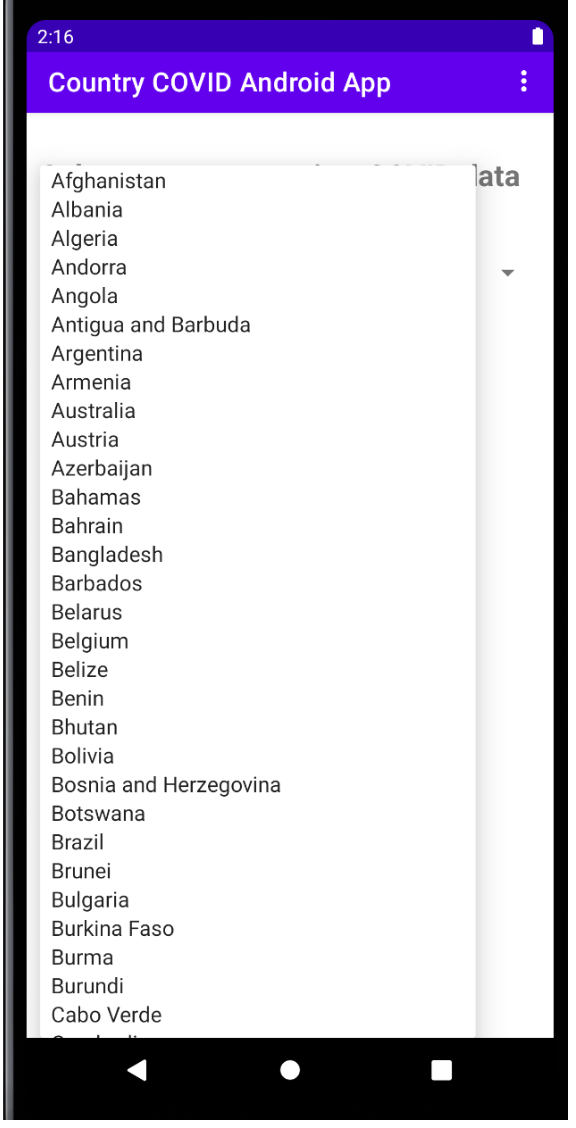 2:16
Country COVID Android App
data
Afghanistan
Albania
Algeria
Andorra
Angola
Antigua and Barbuda
Argentina
Armenia
Australia
Austria
Azerbaijan
Bahamas
Bahrain
Bangladesh
Barbados
Belarus
Belgium
Belize
Benin
Bhutan
Bolivia
Bosnia and Herzegovina
Botswana
Brazil
Brunei
Bulgaria
Burkina Faso
Burma
Burundi
Cabo Verde